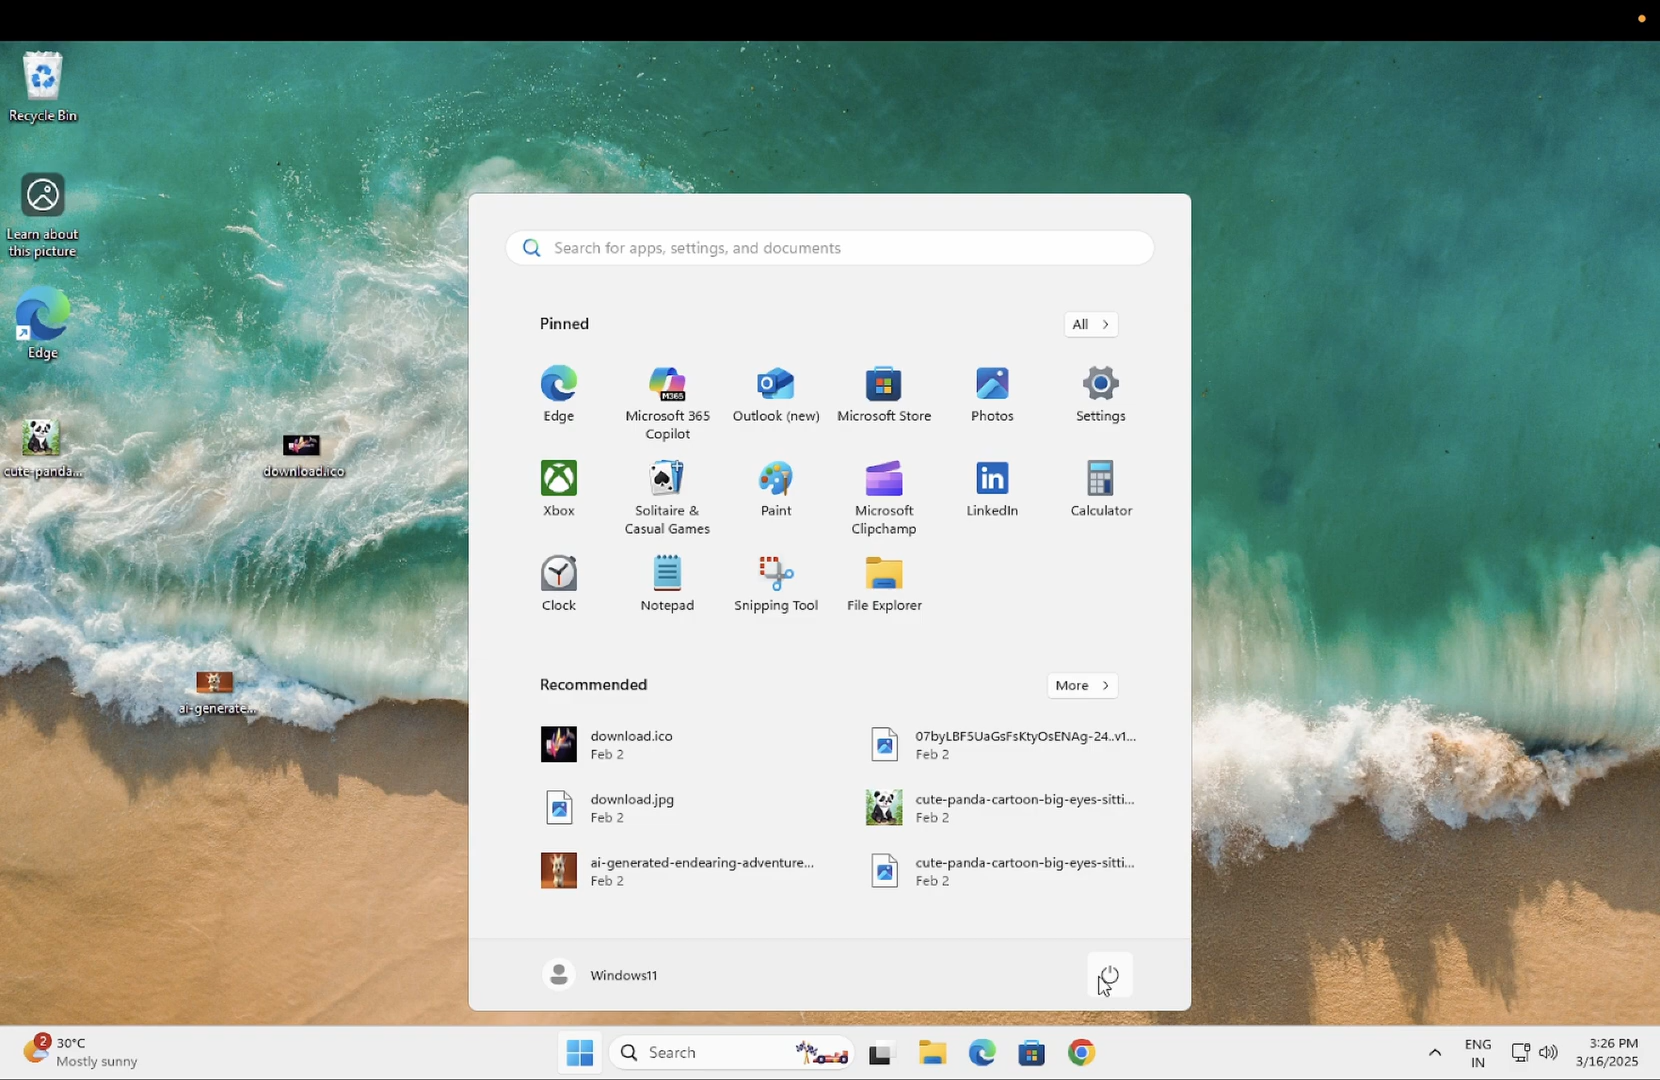 Recycle Bin
Learn about
this picture
Edge
cute-panda...
download.ico
ai-generate...
Search for apps, settings, and documents
Pinned
All
Edge
Microsoft 365
Copilot
M365
Outlook (new)
Microsoft Store
Photos
Settings
Xbox
Solitaire &
Casual Games
Paint
Microsoft
Clipchamp
LinkedIn
Calculator
Clock
Notepad
Snipping Tool
File Explorer
Recommended
More
download.ico
Feb 2
07byLBF5UaGsFsKtyOsENAg-24..v1...
Feb 2
download.jpg
Feb 2
cute-panda-cartoon-big-eyes-sitti...
Feb 2
ai-generated-endearing-adventure...
Feb 2
cute-panda-cartoon-big-eyes-sitti...
Feb 2
Windows11
2
30°C
Mostly sunny
Search
ENG
IN
3:26 PM
3/16/2025